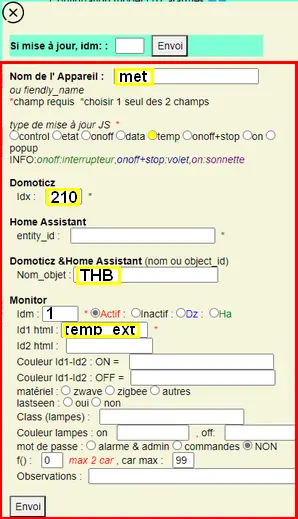 Si mise à jour, idm: : Envoi
Nom de l' Appareil : met
ou fiendly_name
*champ requis *choisir 1 seul des 2 champs
type de mise à jour JS *
control etat onoff data temp onoff+stop on
popup
INFO:onoff:interrupteur,onoff+stop:volet,on:sonnette
Domoticz
Idx : 210 *
Home Assistant
entity_id : *
Domoticz &Home Assistant (nom ou object_id)
Nom_objet : THB
Monitor
Idm : 1 * Actif : Inactif : Dz : Ha
Id1 html : temp_ext *
Id2 html :
Couleur Id1-Id2 : ON =
Couleur Id1-Id2 : OFF =
matériel : zwave zigbee autres
lastseen : oui non
Class (lampes) :
Couleur lampes : on , off:
mot de passe : alarme & admin commandes NON
f() : 0 max 2 car , car max : 99
Observations :
Envoi